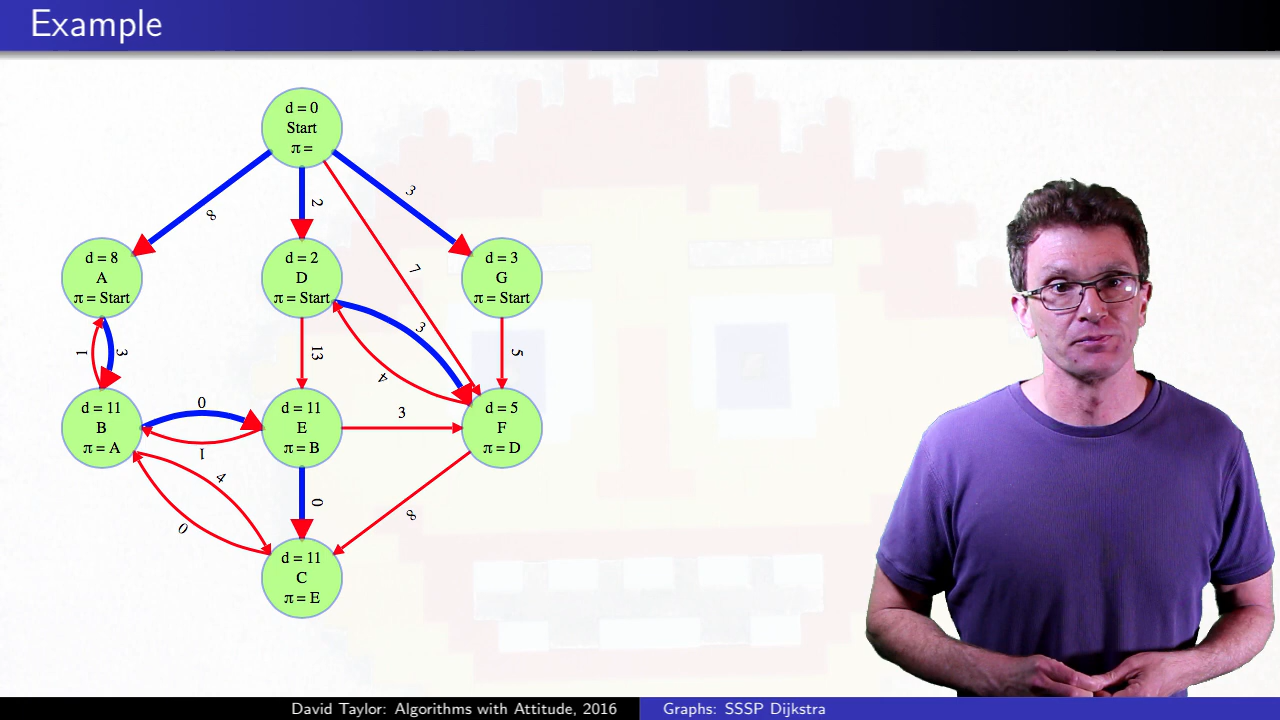 Example
d = 0
Start
π =
8
2
3
7
d = 8
A
π = Start
d = 2
D
π = Start
d = 3
G
π = Start
1
3
13
3
4
5
d = 11
B
π = A
0
1
d = 11
E
π = B
3
d = 5
F
π = D
4
0
0
8
d = 11
C
π = E
David Taylor: Algorithms with Attitude, 2016
Graphs: SSSP Dijkstra